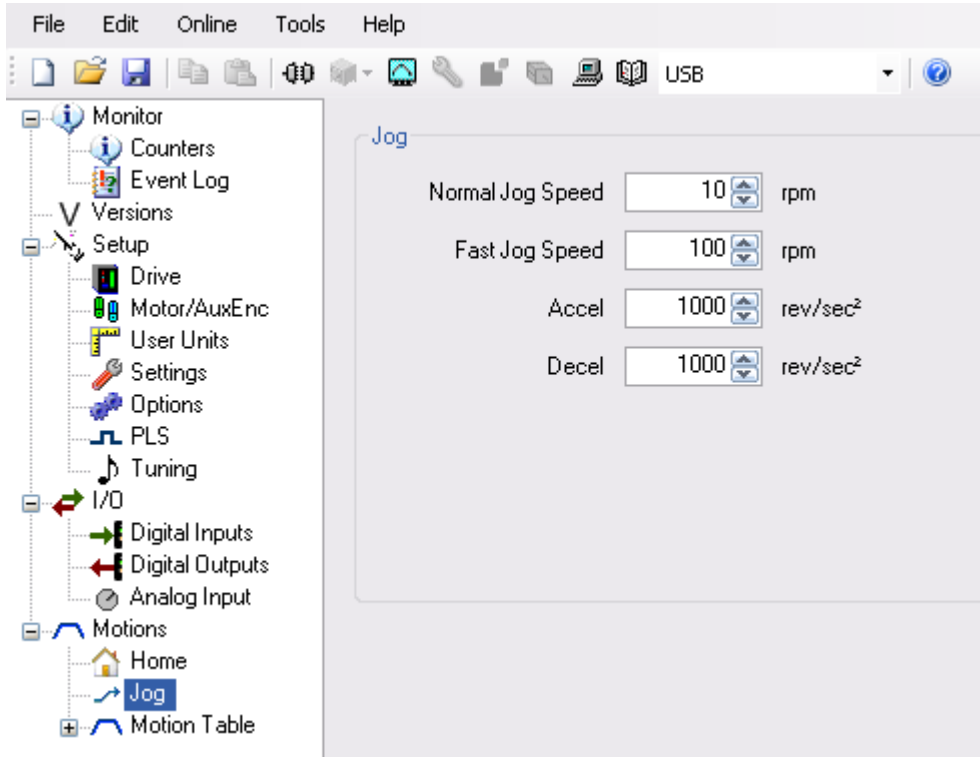 File Edit Online Tools Help
USB
Monitor
Counters
Event Log
Versions
Setup
Drive
Motor/AuxEnc
User Units
Settings
Options
PLS
Tuning
I/O
Digital Inputs
Digital Outputs
Analog Input
Motions
Home
Jog
Motion Table
Jog
Normal Jog Speed 10 rpm
Fast Jog Speed 100 rpm
Accel 1000 rev/sec²
Decel 1000 rev/sec²